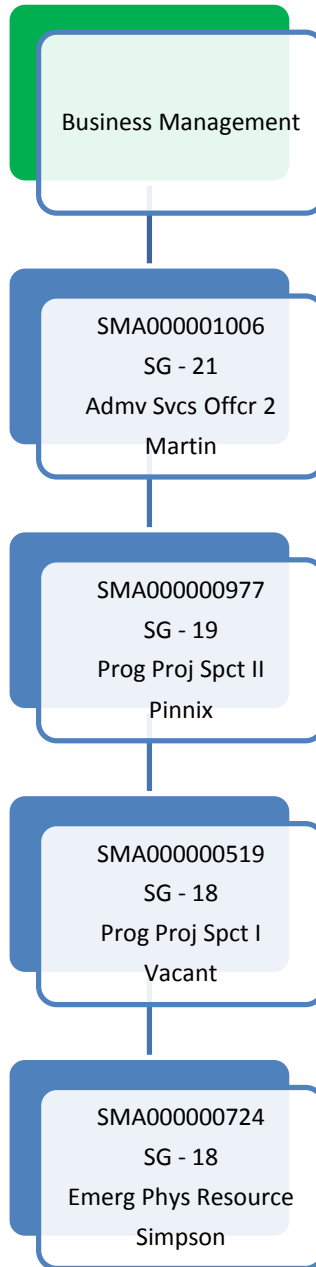 Business Management
SMA000001006
SG - 21
Admv Svcs Offcr 2
Martin
SMA000000977
SG - 19
Prog Proj Spct II
Pinnix
SMA000000519
SG - 18
Prog Proj Spct I
Vacant
SMA000000724
SG - 18
Emerg Phys Resource
Simpson